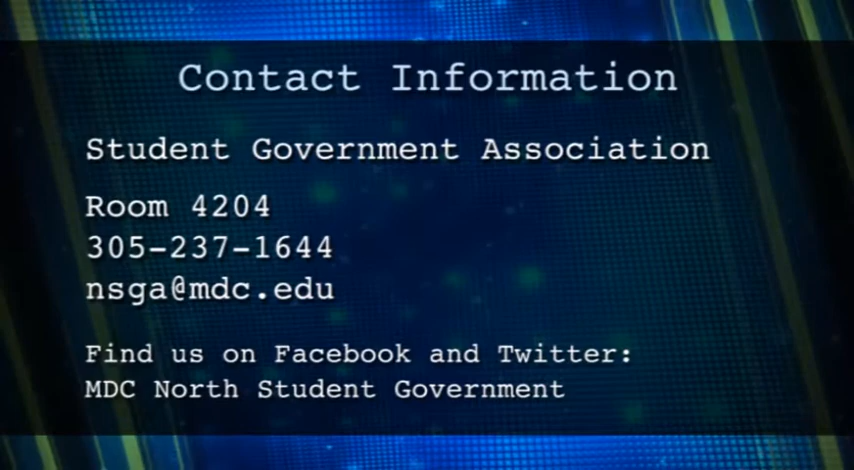 Contact Information
Student Government Association
Room 4204
305-237-1644
nsga@mdc.edu
Find us on Facebook and Twitter:
MDC North Student Government